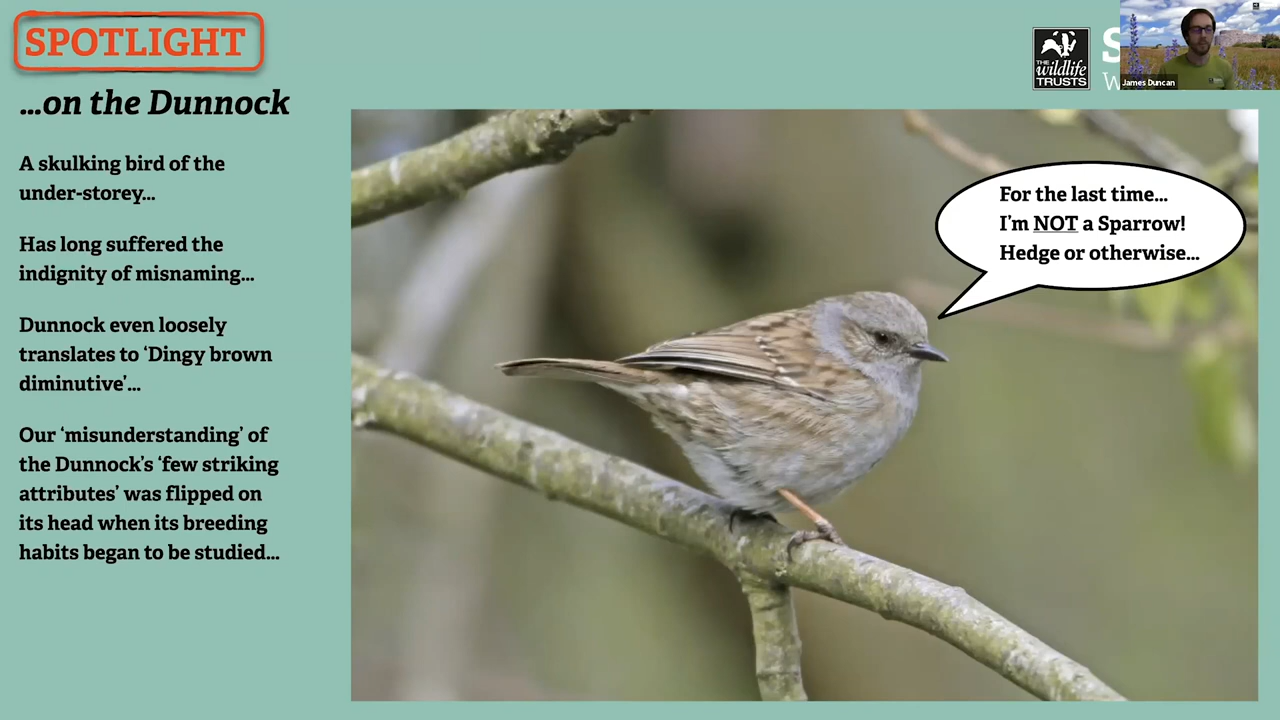 SPOTLIGHT
...on the Dunnock
A skulking bird of the
under-storey...
Has long suffered the
indignity of misnaming...
Dunnock even loosely
translates to ‘Dingy brown
diminutive’...
Our ‘misunderstanding’ of
the Dunnock’s ‘few striking
attributes’ was flipped on
its head when its breeding
habits began to be studied...
For the last time...
I’m NOT a Sparrow!
Hedge or otherwise...
THE
wildlife
TRUSTS
James Duncan